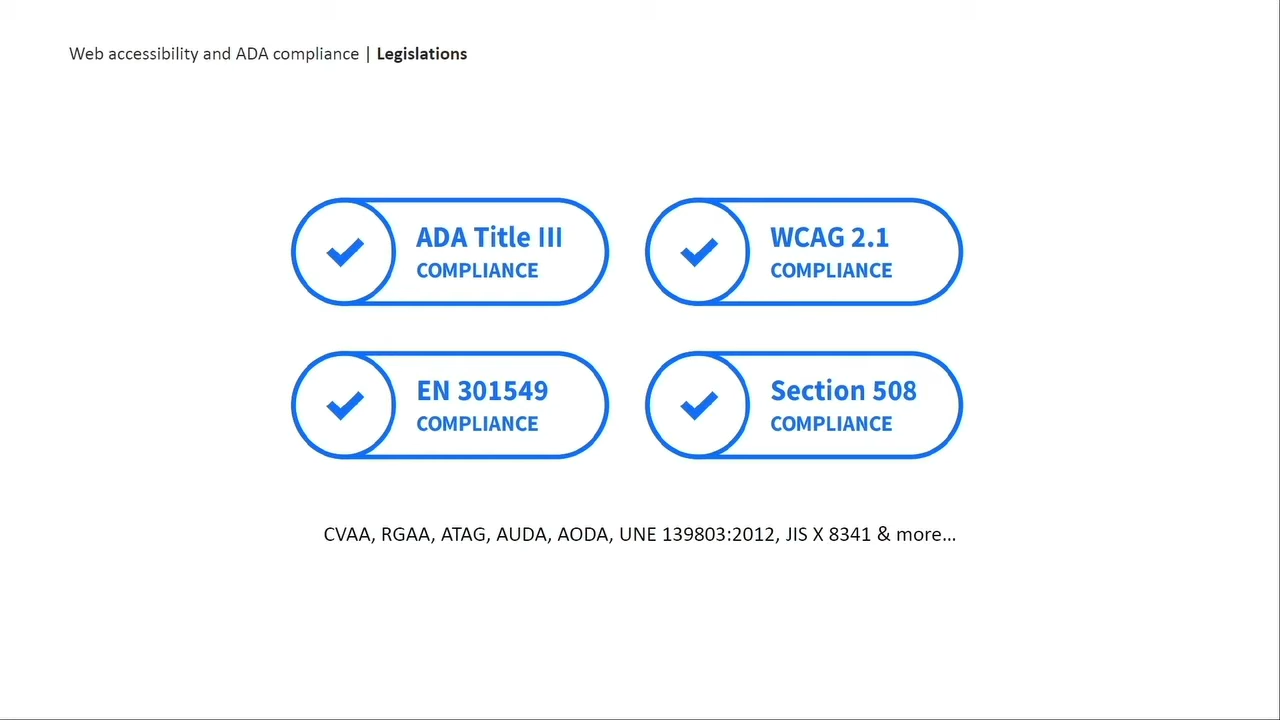 Web accessibility and ADA compliance | Legislations
ADA Title III
COMPLIANCE
WCAG 2.1
COMPLIANCE
EN 301549
COMPLIANCE
Section 508
COMPLIANCE
CVAA, RGAA, ATAG, AUDA, AODA, UNE 139803:2012, JIS X 8341 & more...